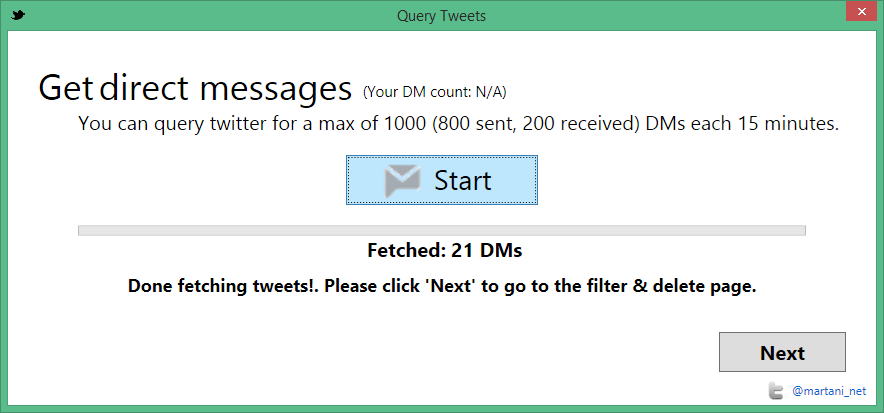 Query Tweets
Get direct messages (Your DM count: N/A)
You can query twitter for a max of 1000 (800 sent, 200 received) DMs each 15 minutes.
Start
Fetched: 21 DMs
Done fetching tweets!. Please click 'Next' to go to the filter & delete page.
Next
@martani_net